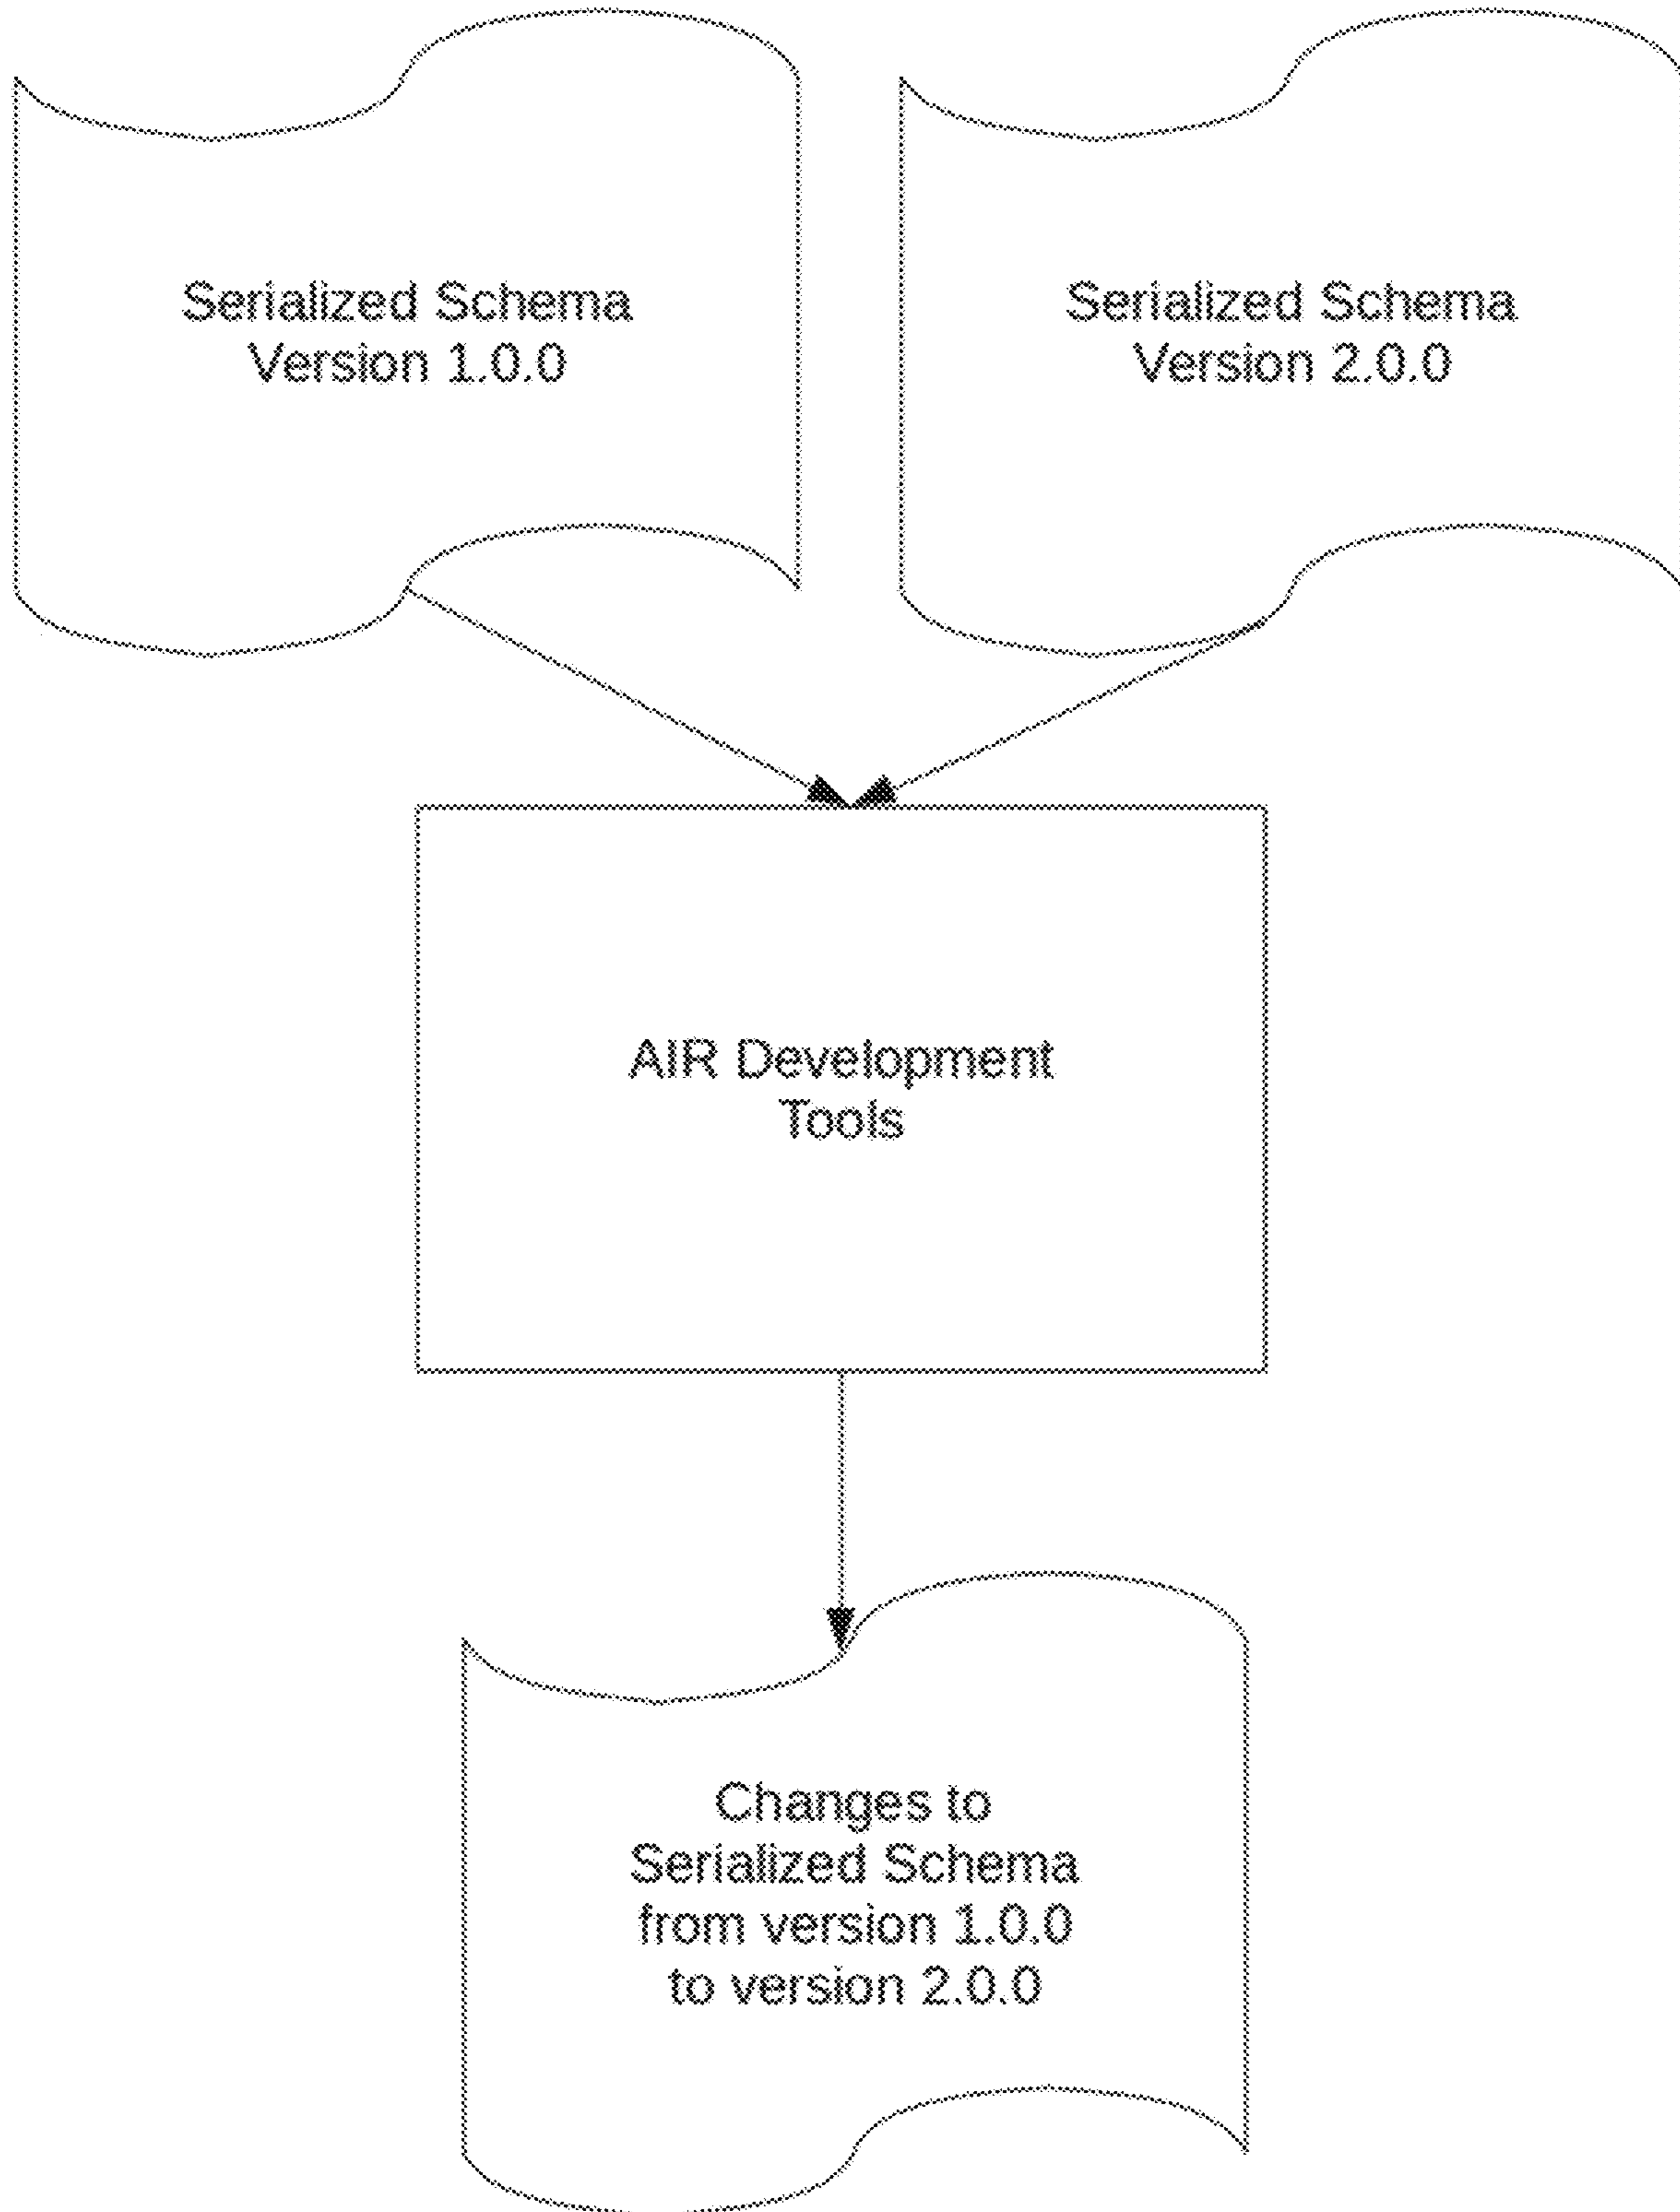 Serialized Schema
Version 1.0.0
Serialized Schema
Version 2.0.0
AIR Development
Tools
Changes to
Serialized Schema
from version 1.0.0
to version 2.0.0